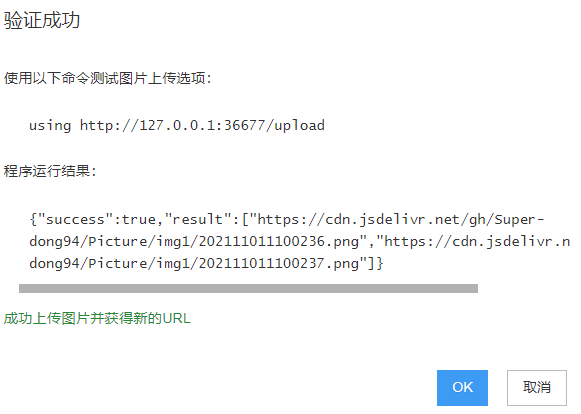 验证成功
使用以下命令测试图片上传选项：
using http://127.0.0.1:36677/upload
程序运行结果：
{"success":true,"result":["https://cdn.jsdelivr.net/gh/Super-
dong94/Picture/img1/202111011100236.png","https://cdn.jsdelivr.n
dong94/Picture/img1/202111011100237.png"]}
成功上传图片并获得新的URL
OK 取消